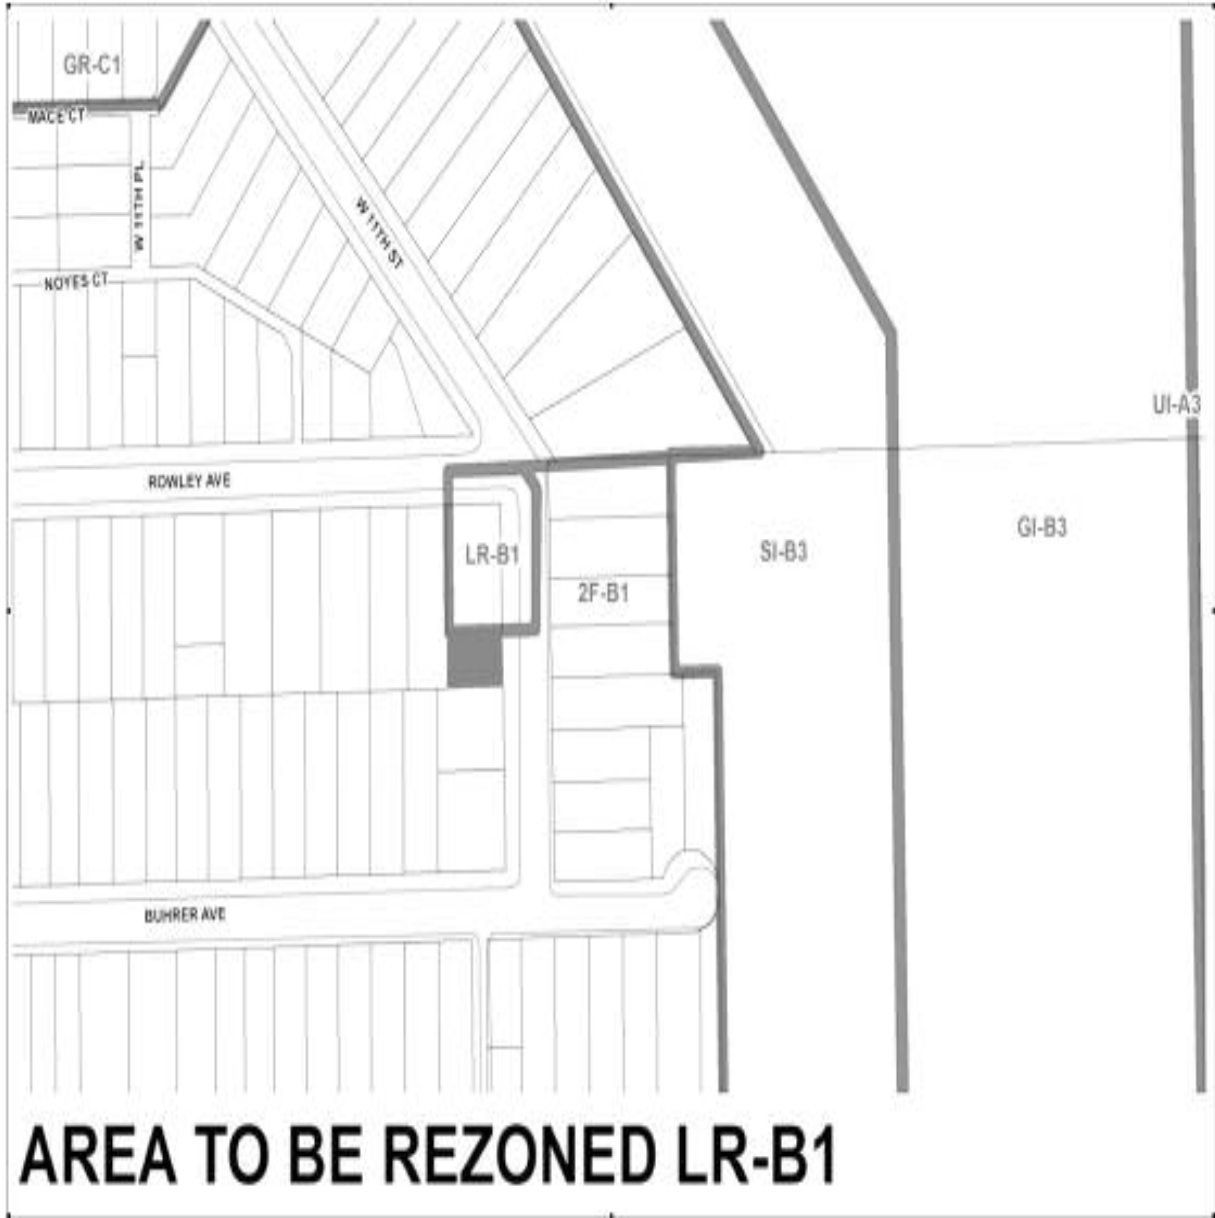 GR-C1
MACE CT
W 11TH PL
W 11TH ST
NOYES CT
UI-A3
ROWLEY AVE
GI-B3
SI-B3
LR-B1
2F-B1
BUHRER AVE
AREA TO BE REZONED LR-B1